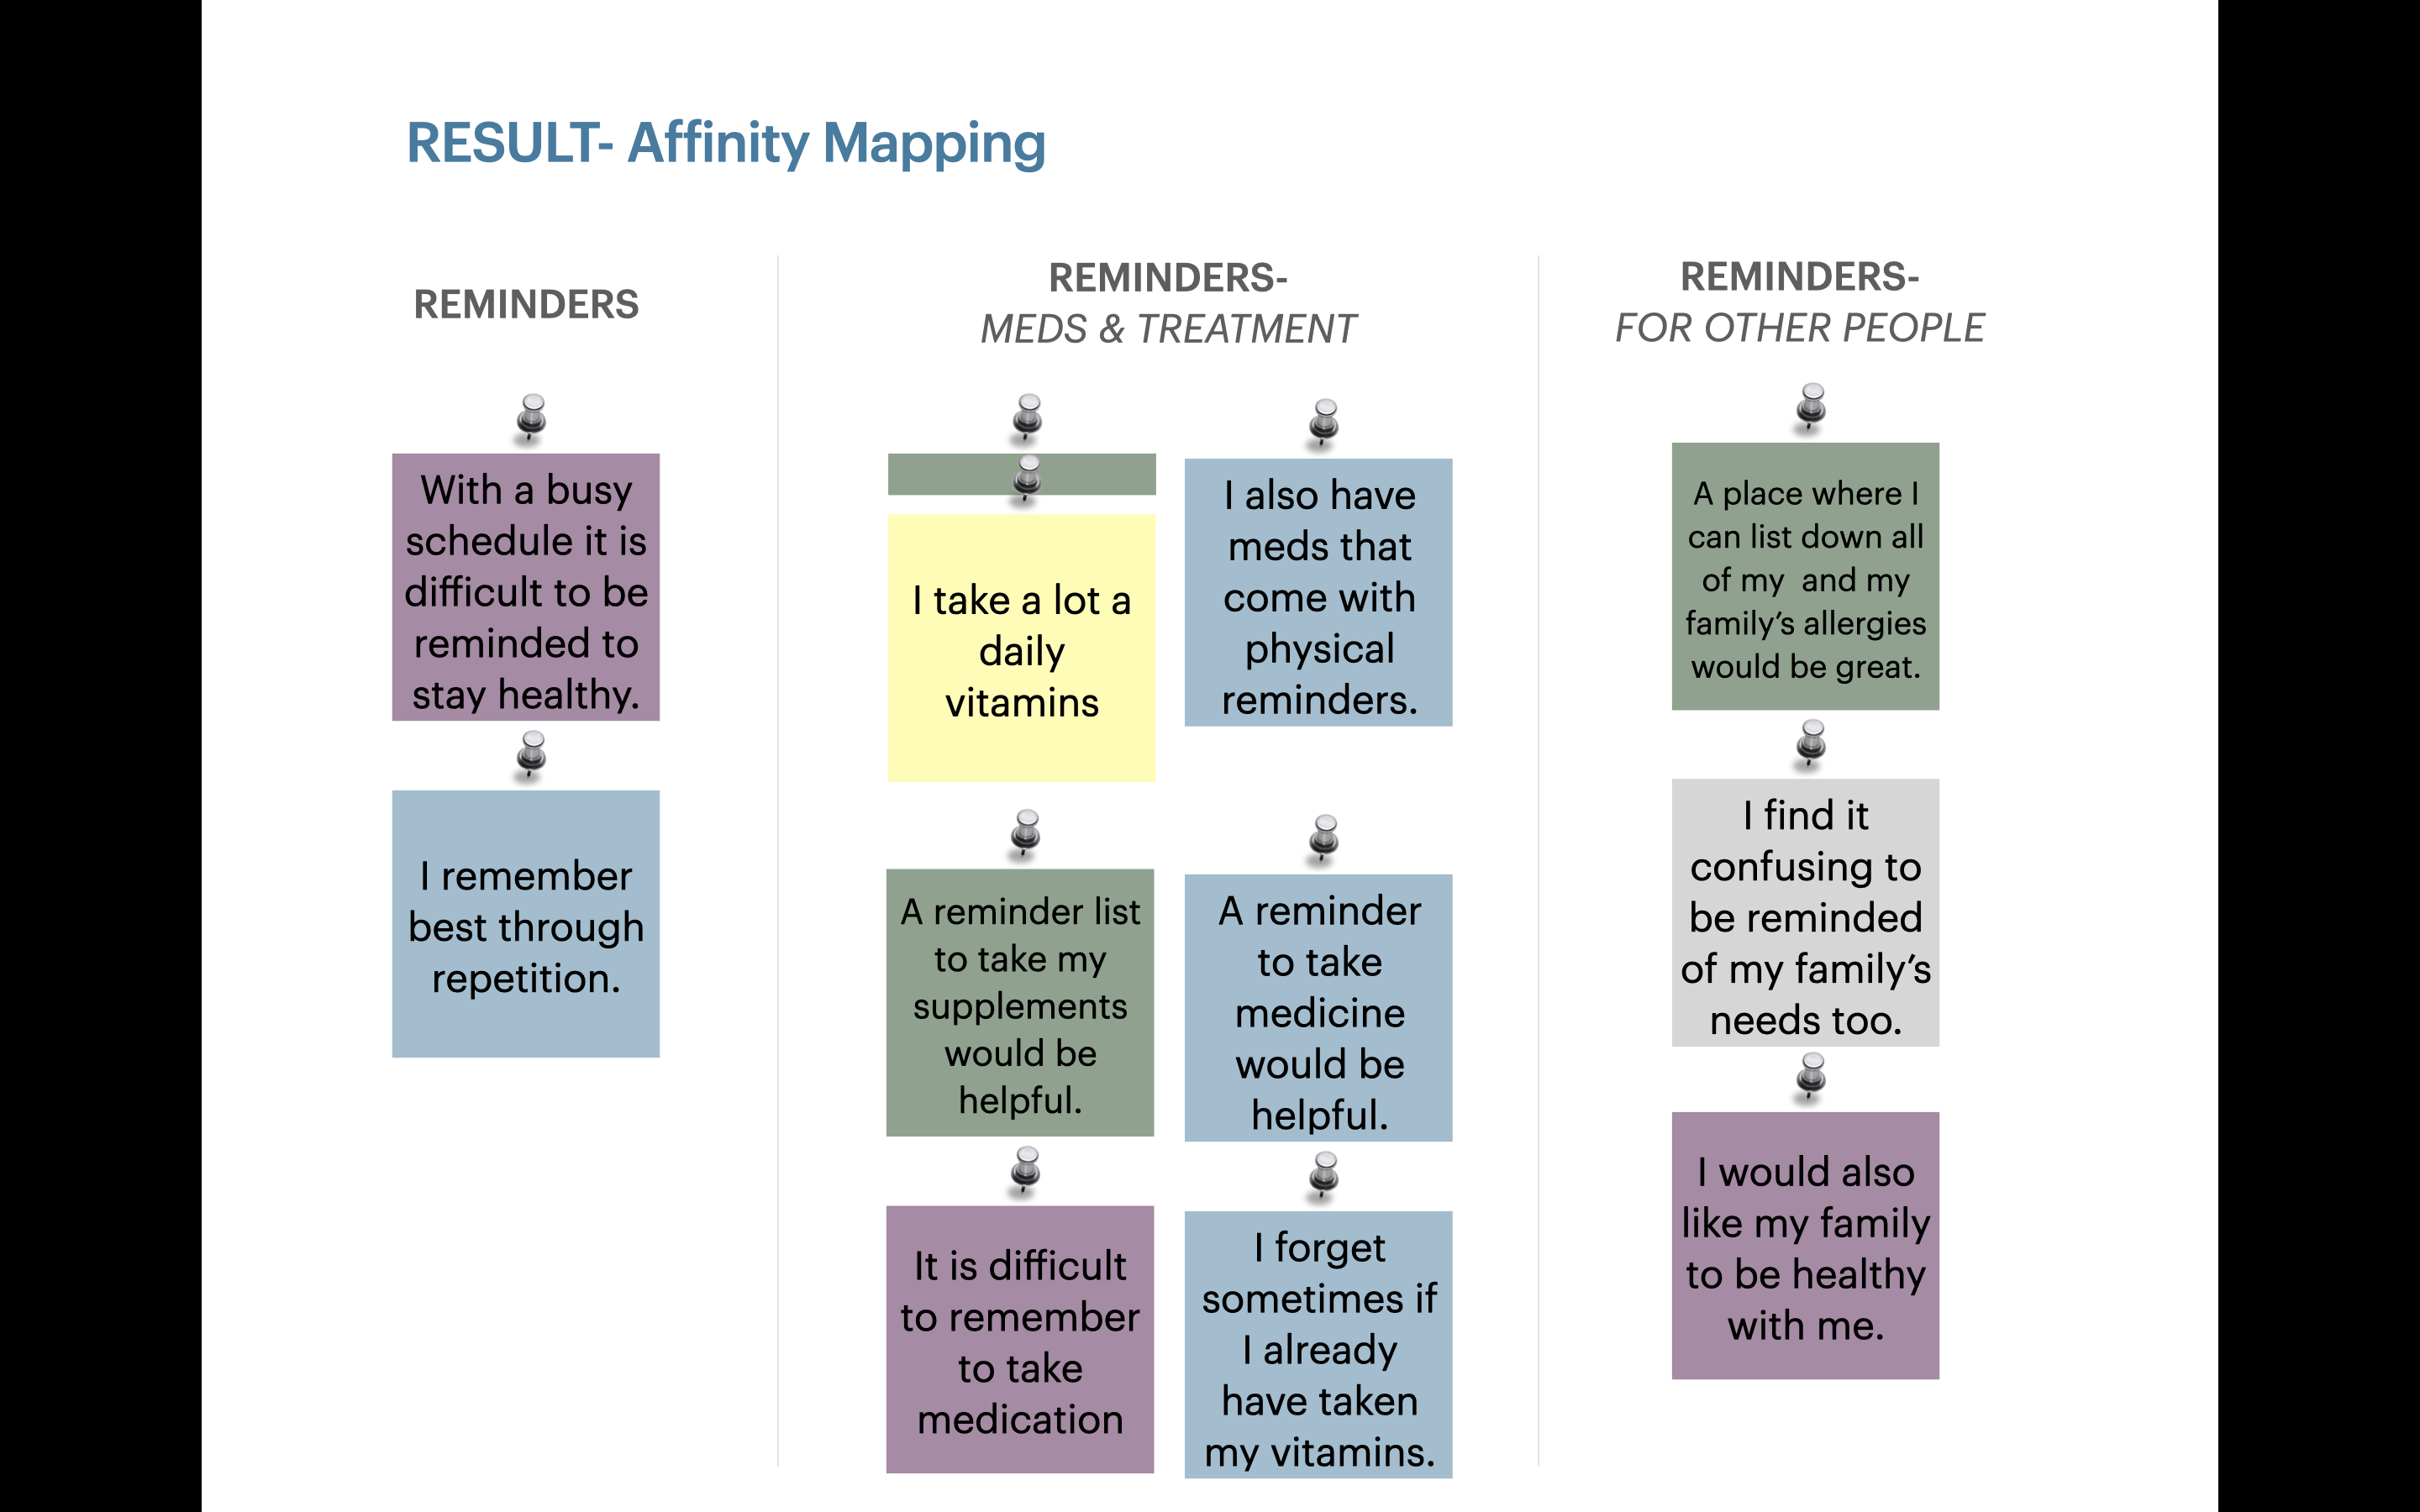 RESULT- Affinity Mapping
REMINDERS
With a busy
schedule it is
difficult to be
reminded to
stay healthy.
I remember
best through
repetition.
REMINDERS-
MEDS & TREATMENT
I take a lot a
daily
vitamins
I also have
meds that
come with
physical
reminders.
A reminder list
to take my
supplements
would be
helpful.
A reminder
to take
medicine
would be
helpful.
It is difficult
to remember
to take
medication
I forget
sometimes if
I already
have taken
my vitamins.
REMINDERS-
FOR OTHER PEOPLE
A place where I
can list down all
of my  and my
family’s allergies
would be great.
I find it
confusing to
be reminded
of my family’s
needs too.
I would also
like my family
to be healthy
with me.